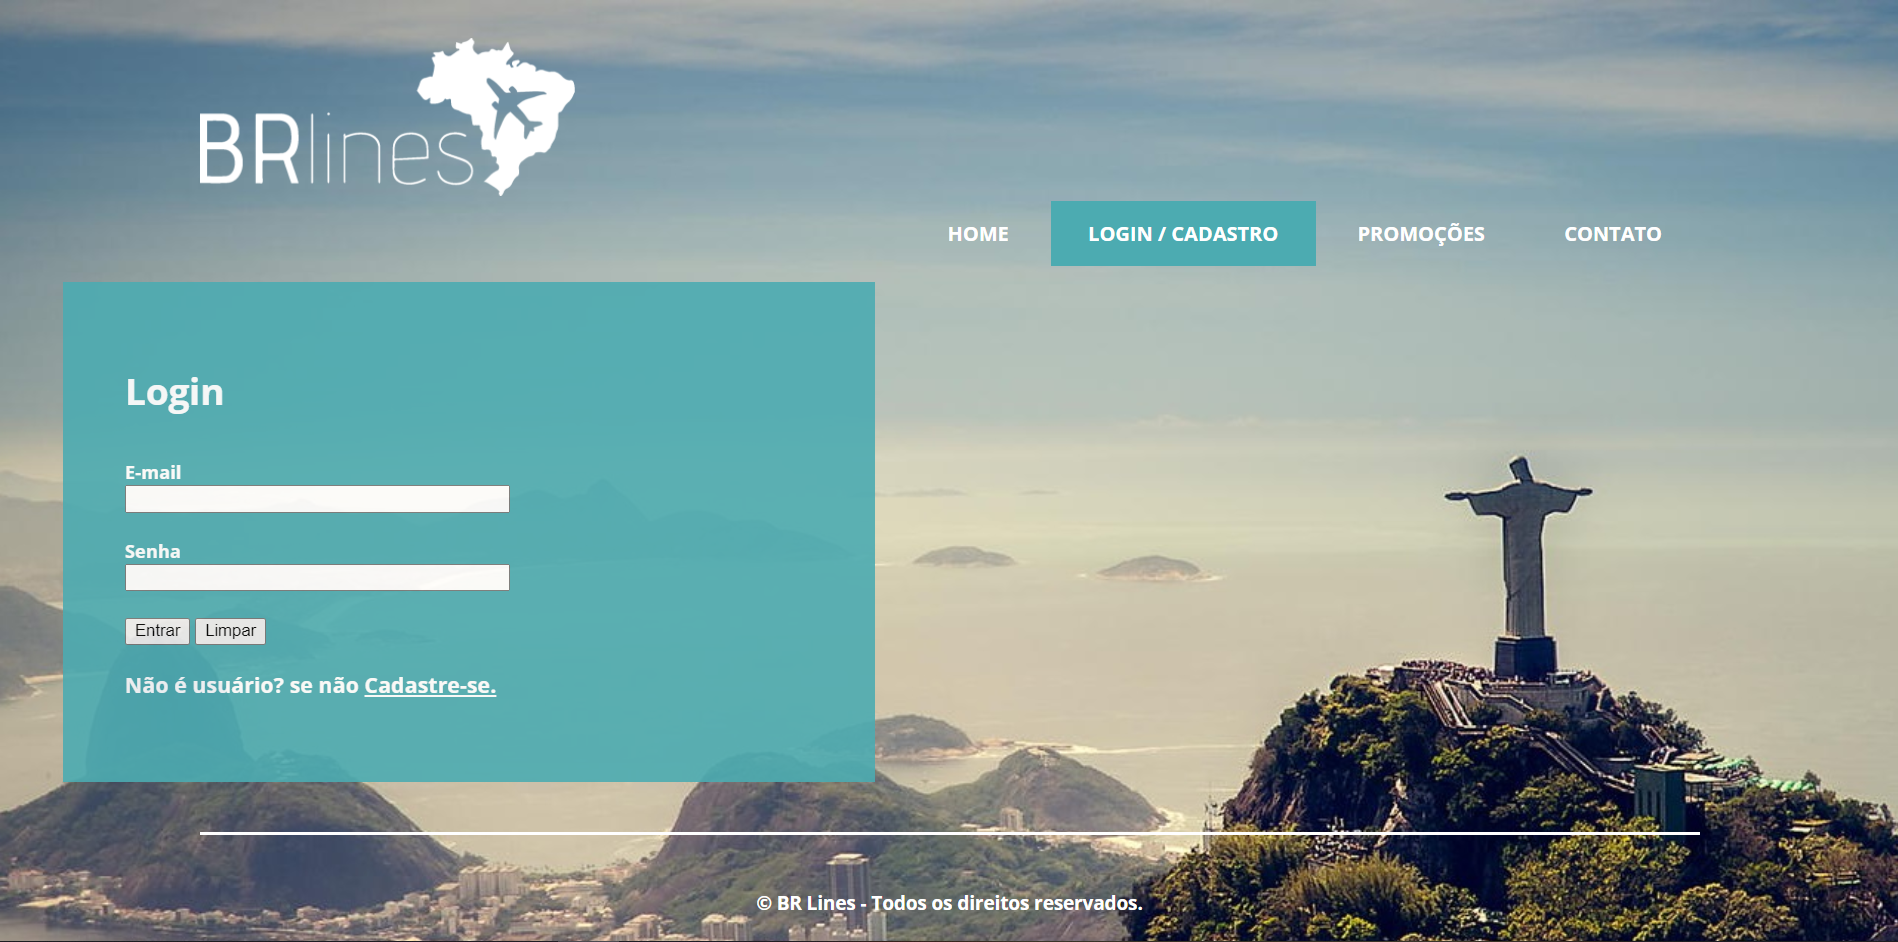 BRlines
HOME LOGIN / CADASTRO PROMOÇÕES CONTATO
Login
E-mail
Senha
Entrar Limpar
Não é usuário? se não Cadastre-se.
© BR Lines - Todos os direitos reservados.